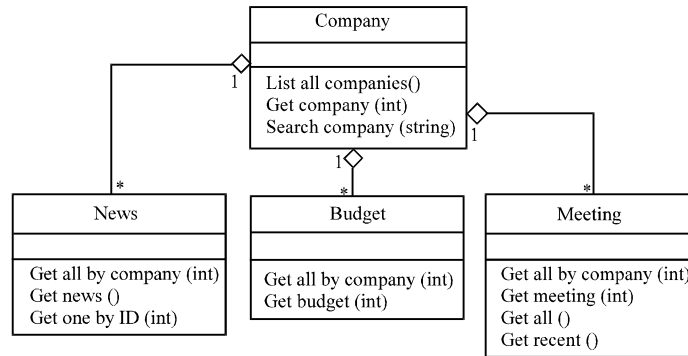 Company
List all companies()
Get company (int)
Search company (string)
1
1
1
*
*
*
News
Get all by company (int)
Get news ()
Get one by ID (int)
Budget
Get all by company (int)
Get budget (int)
Meeting
Get all by company (int)
Get meeting (int)
Get all ()
Get recent ()